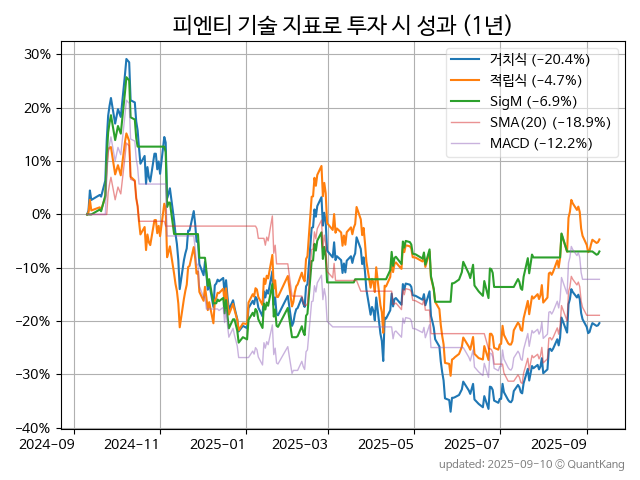 피엔티 기술 지표로 투자 시 성과 (1년)
30%
20%
10%
0%
−10%
−20%
−30%
−40%
거치식 (−20.4%)
적립식 (−4.7%)
SigM (−6.9%)
SMA(20) (−18.9%)
MACD (−12.2%)
2024-09 2024-11 2025-01 2025-03 2025-05 2025-07 2025-09
updated: 2025-09-10 © QuantKang